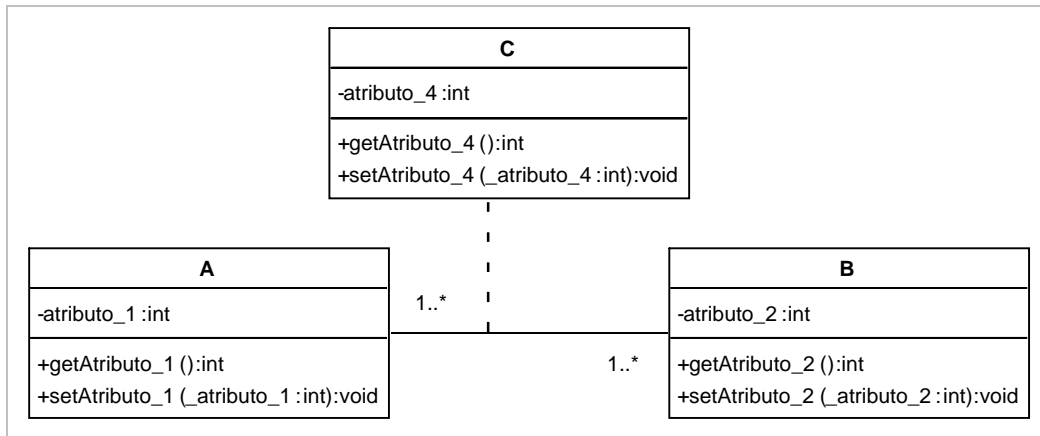 C
-atributo_4 :int
+getAtributo_4 ():int
+setAtributo_4 (_atributo_4 :int):void
A
-atributo_1 :int
+getAtributo_1 ():int
+setAtributo_1 (_atributo_1 :int):void
1..*
1..*
B
-atributo_2 :int
+getAtributo_2 ():int
+setAtributo_2 (_atributo_2 :int):void